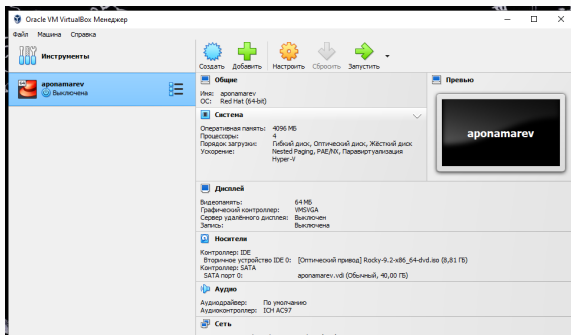 Oracle VM VirtualBox Менеджер
Файл Машина Справка
Инструменты
Создать Добавить Настроить Сбросить Запустить
aponamarev
Выключена
Общие
Имя: aponamarev
ОС: Red Hat (64-bit)
Превью
aponamarev
Система
Оперативная память: 4096 МБ
Процессоры: 4
Порядок загрузки: Гибкий диск, Оптический диск, Жёсткий диск
Ускорение: Nested Paging, PAE/NX, Паравиртуализация
Hyper-V
Дисплей
Видеопамять: 64 МБ
Графический контроллер: VMSVGA
Сервер удалённого дисплея: Выключен
Запись: Выключена
Носители
Контроллер: IDE
Вторичное устройство IDE 0: [Оптический привод] Rocky-9.2-x86_64-dvd.iso (8,81 ГБ)
Контроллер: SATA
SATA порт 0: aponamarev.vdi (Обычный, 40,00 ГБ)
Аудио
Аудиодрайвер: По умолчанию
Аудиоконтроллер: ICH AC97
Сеть